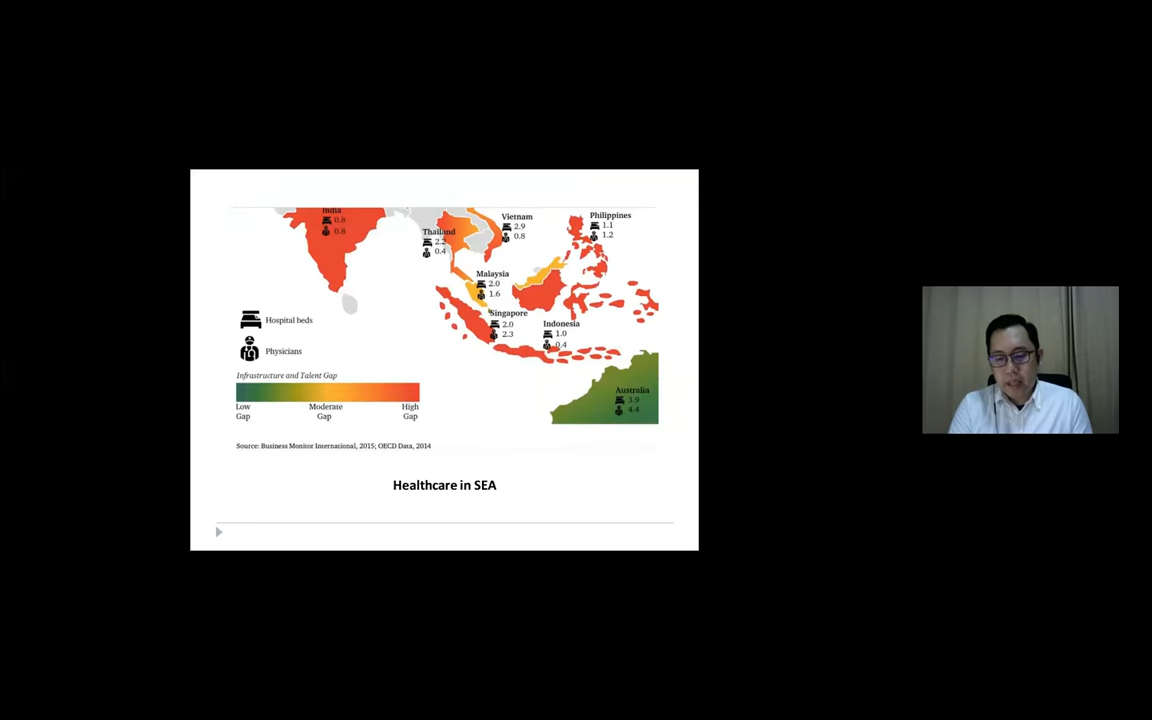 India
0.8
0.8
Thailand
2.2
0.4
Vietnam
2.9
0.8
Philippines
1.1
1.2
Malaysia
2.0
1.6
Singapore
2.0
2.3
Indonesia
1.0
0.4
Australia
3.9
4.4
Hospital beds
Physicians
Infrastructure and Talent Gap
Low Gap
Moderate Gap
High Gap
Source: Business Monitor International, 2015; OECD Data, 2014
Healthcare in SEA